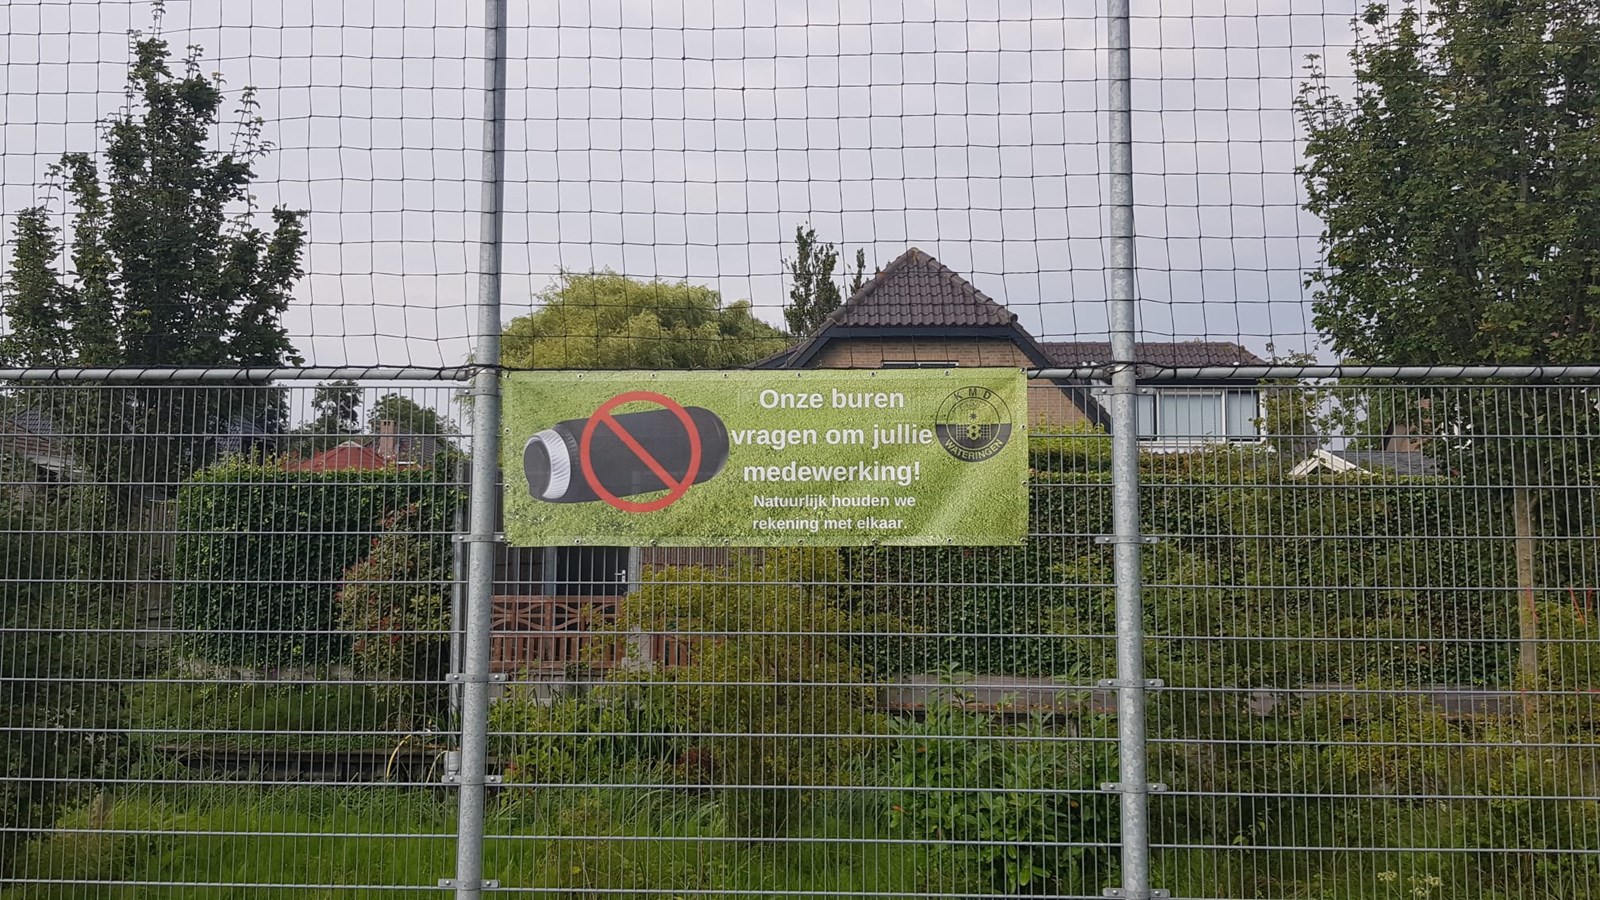 Onze buren
vragen om jullie
medewerking!
Natuurlijk houden we
rekening met elkaar.
KMD
WATERINGEN